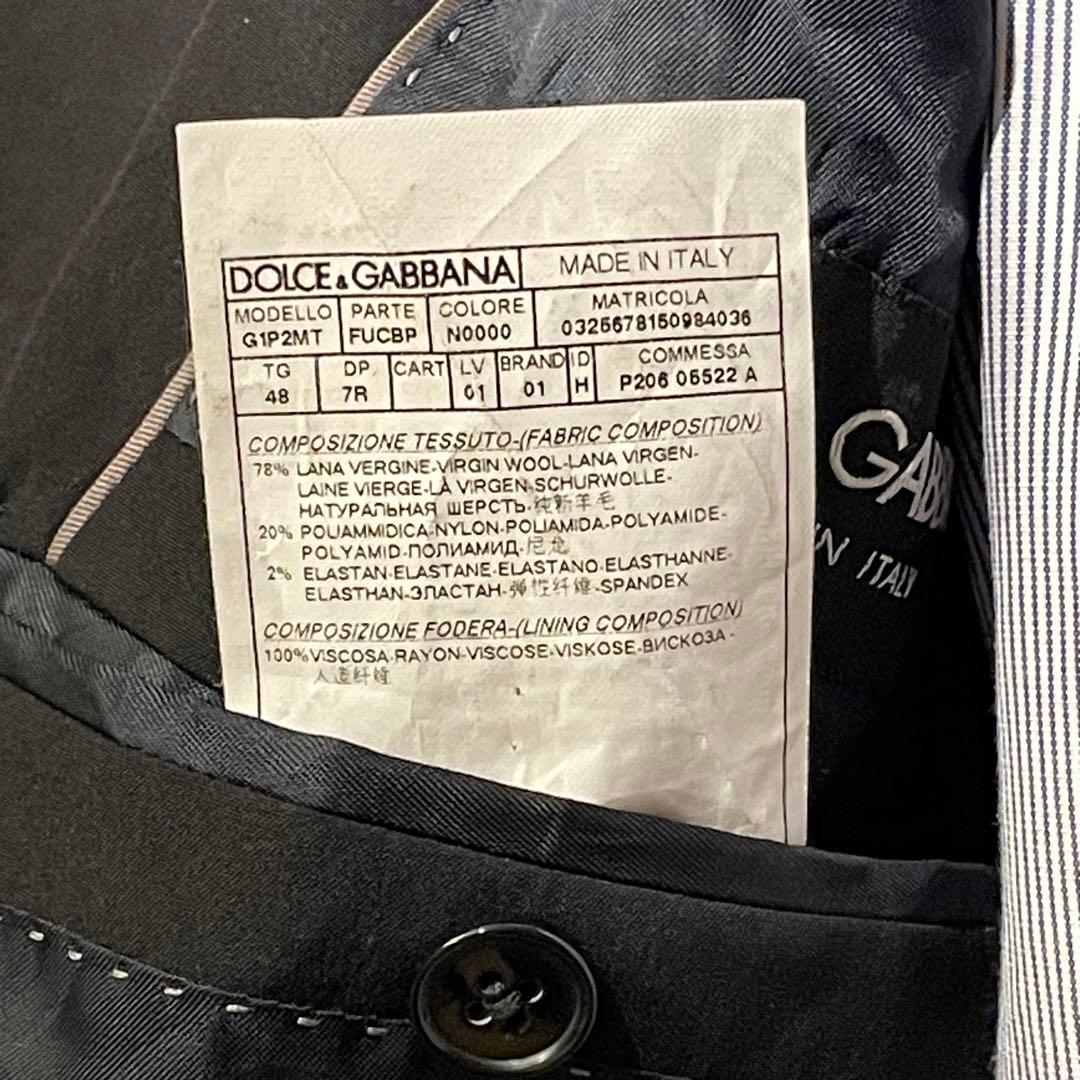 DOLCE&GABBANA MADE IN ITALY
MODELLO PARTE COLORE MATRICOLA
G1P2MT FUCBP N0000 0325678150984036
TG DP CART LV BRAND ID COMMESSA
48 7R 01 01 H P206 05522 A
COMPOSIZIONE TESSUTO-(FABRIC COMPOSITION)
78% LANA VERGINE-VIRGIN WOOL-LANA VIRGEN-
LAINE VIERGE-LÀ VIRGEN-SCHURWOLLE-
НАТУРАЛЬНАЯ ШЕРСТЬ-纯新羊毛
20% POLIAMMIDICA-NYLON-POLIAMIDA-POLYAMIDE-
POLYAMID-ПОЛИАМИД-尼龙
2% ELASTAN-ELASTANE-ELASTANO-ELASTHANNE-
ELASTHAN-ЭЛАСТАН-弹性纤维-SPANDEX
COMPOSIZIONE FODERA-(LINING COMPOSITION)
100% VISCOSA-RAYON-VISCOSE-VISKOSE-ВИСКОЗА-
人造纤维
GABB
IN ITALY